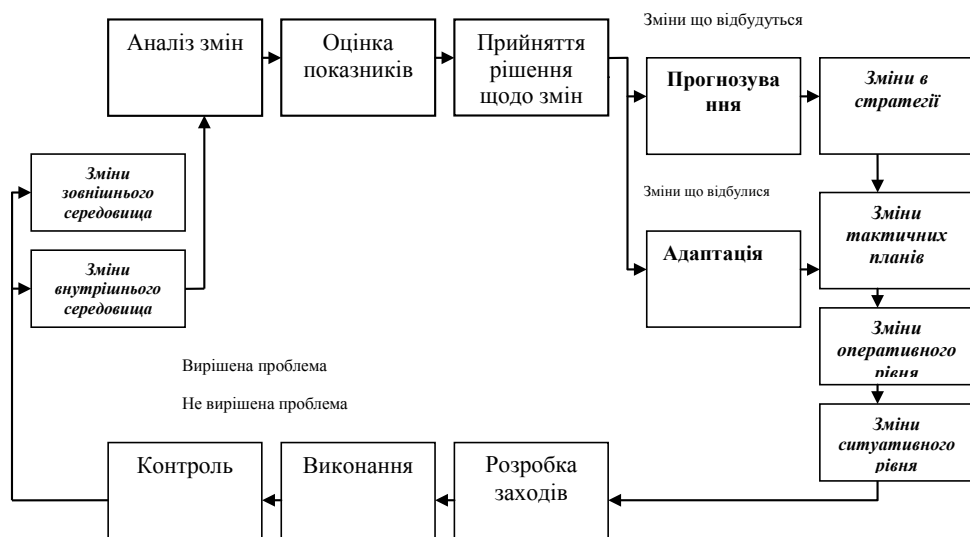 Зміни що відбудуться
Аналіз змін
Оцінка
показників
Прийняття
рішення
щодо змін
Прогнозува
ння
Зміни в
стратегії
Зміни
зовнішнього
середовища
Зміни що відбулися
Зміни
тактичних
планів
Адаптація
Зміни
внутрішнього
середовища
Зміни
оперативного
рівня
Вирішена проблема
Не вирішена проблема
Зміни
ситуативного
рівня
Контроль
Виконання
Розробка
заходів